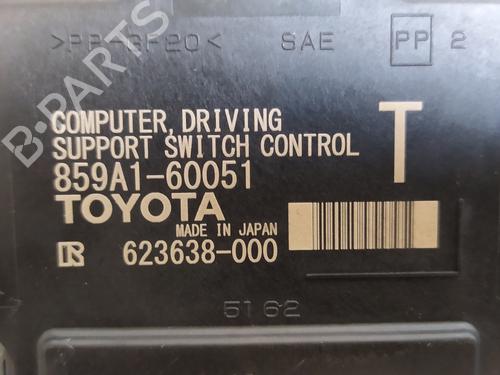 >PP-GF20< SAE PP 2
B-PARTS
COMPUTER, DRIVING
SUPPORT SWITCH CONTROL
T
859A1-60051
TOYOTA
MADE IN JAPAN
R 623638-000
5162